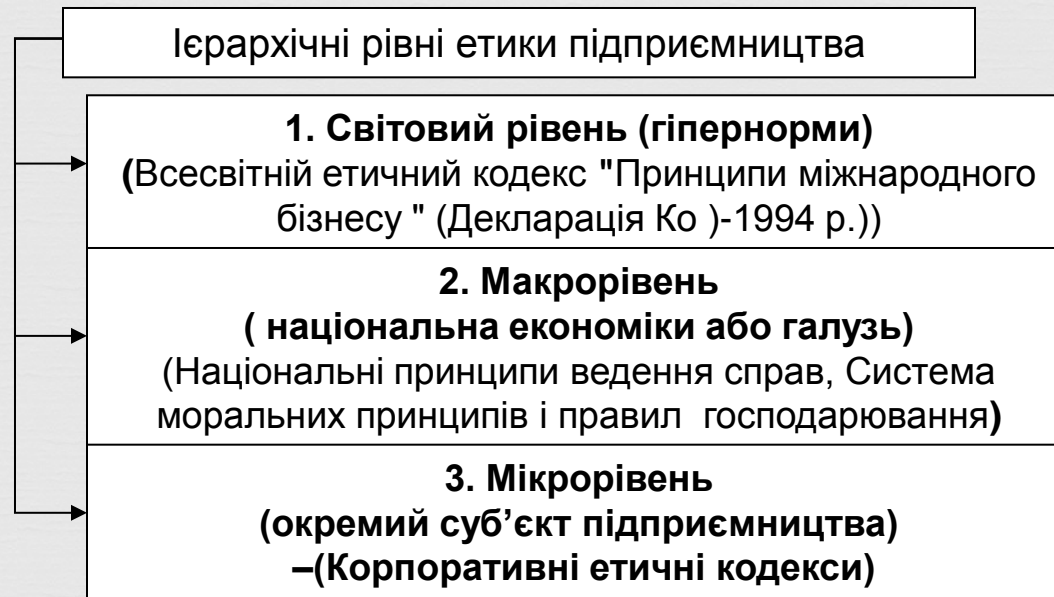 Ієрархічні рівні етики підприємництва
1. Світовий рівень (гіпернорми)
(Всесвітній етичний кодекс "Принципи міжнародного
бізнесу " (Декларація Ко )-1994 р.))
2. Макрорівень
( національна економіки або галузь)
(Національні принципи ведення справ, Система
моральних принципів і правил господарювання)
3. Мікрорівень
(окремий суб’єкт підприємництва)
–(Корпоративні етичні кодекси)